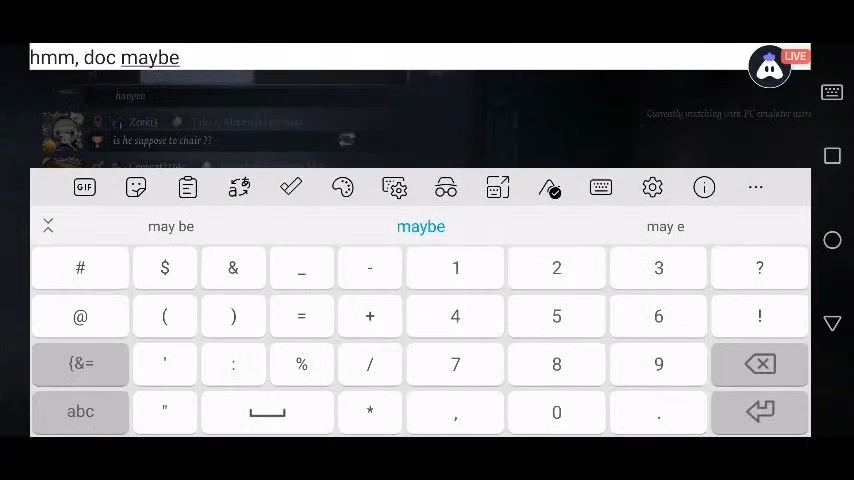 hmm, doc maybe
LIVE
happen
Zenki3
Currently matching with PC emulator users
is he suppose to chair ??
GIF
may be maybe may e
# $ & _ - 1 2 3 ?
@ ( ) = + 4 5 6 !
{&= ' : % / 7 8 9
abc " * , 0 .